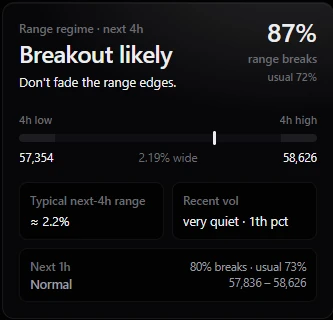 Range regime · next 4h
87%
Breakout likely
range breaks
Don't fade the range edges.
usual 72%
4h low
4h high
57,354
2.19% wide
58,626
Typical next-4h range
≈ 2.2%
Recent vol
very quiet · 1th pct
Next 1h
80% breaks · usual 73%
Normal
57,836 – 58,626